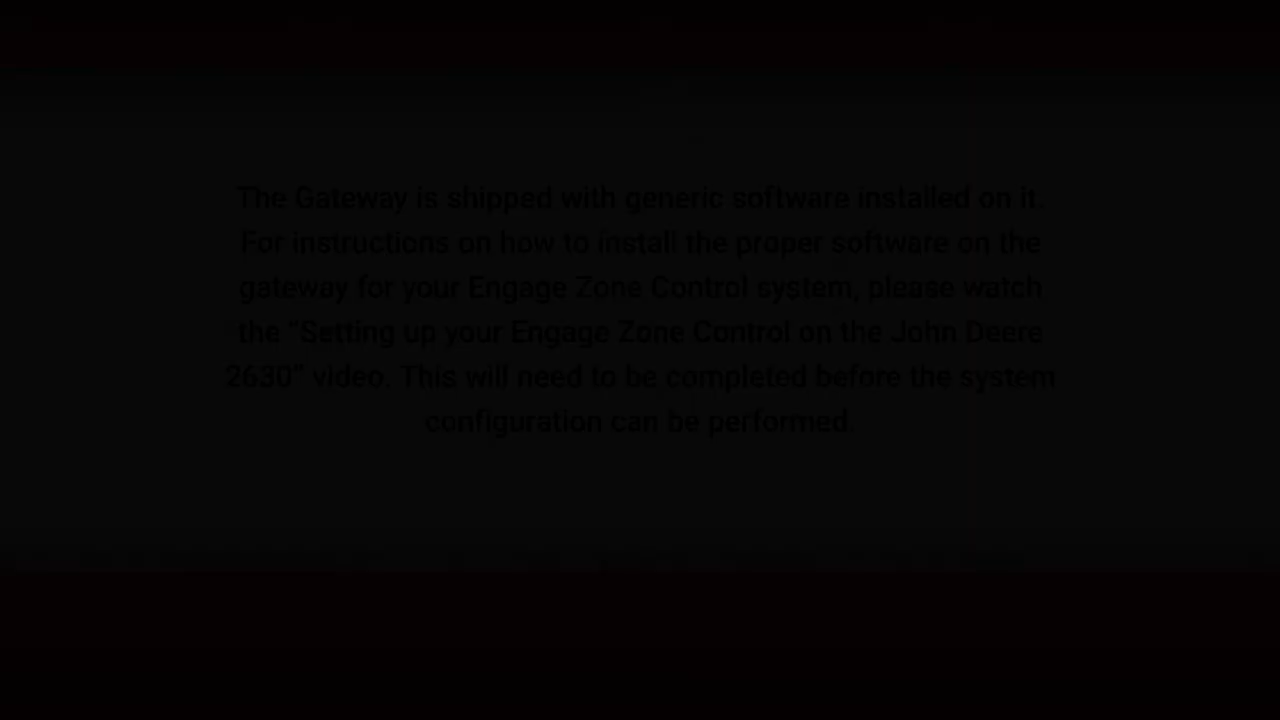 The Gateway is shipped with generic software installed on it.
For instructions on how to install the proper software on the
gateway for your Engage Zone Control system, please watch
the "Setting up your Engage Zone Control on the John Deere
2630" video. This will need to be completed before the system
configuration can be performed.